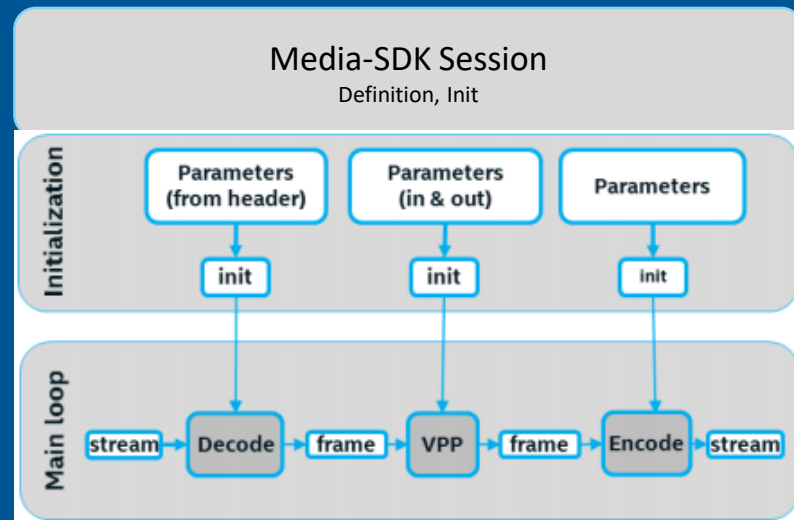 Media-SDK Session
Definition, Init
Initialization
Parameters
(from header)
Parameters
(in & out)
Parameters
init
init
init
Main loop
stream
Decode
frame
VPP
frame
Encode
stream